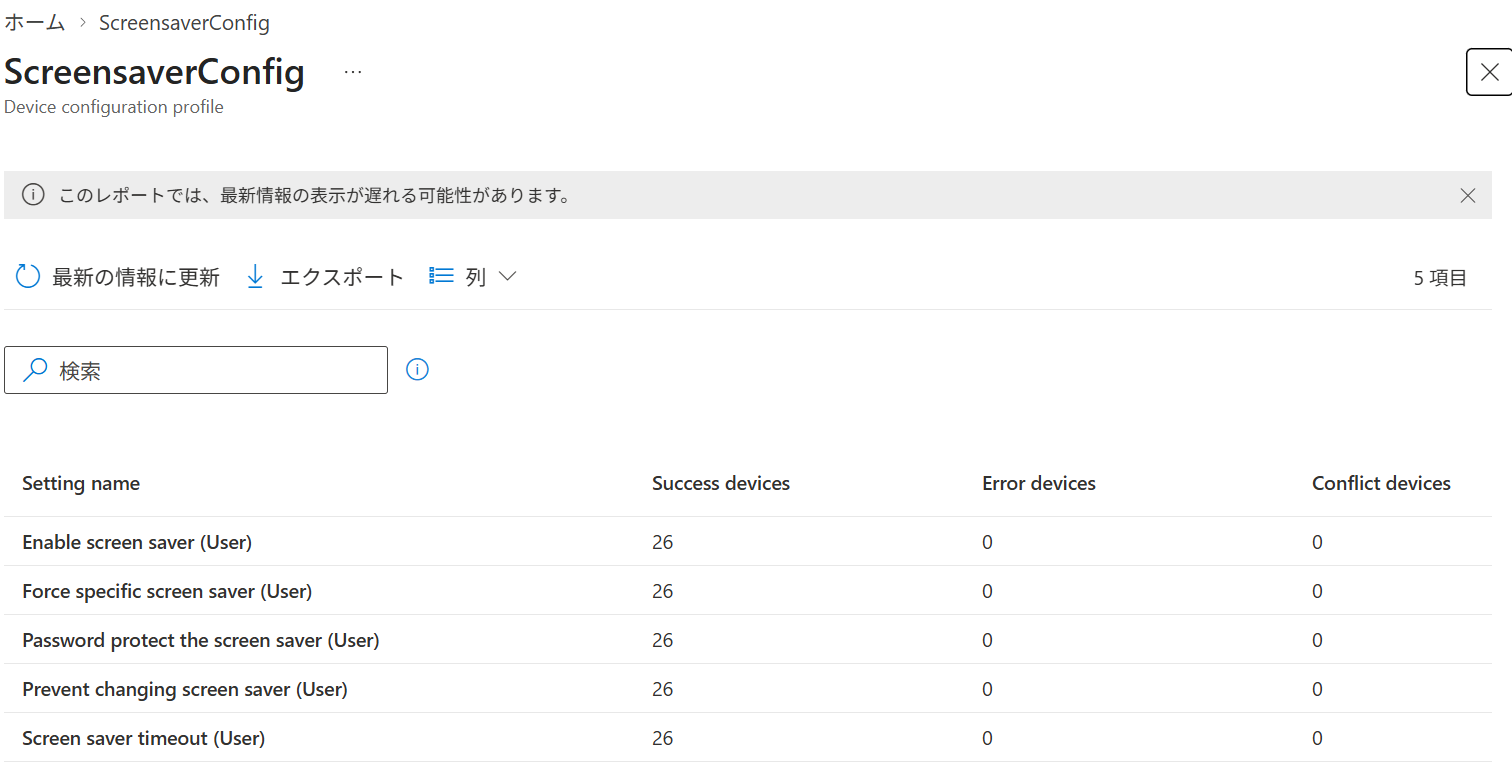 ホーム > ScreensaverConfig
ScreensaverConfig ...
Device configuration profile
このレポートでは、最新情報の表示が遅れる可能性があります。
最新の情報に更新 エクスポート 列 5 項目
検索
Setting name Success devices Error devices Conflict devices
Enable screen saver (User) 26 0 0
Force specific screen saver (User) 26 0 0
Password protect the screen saver (User) 26 0 0
Prevent changing screen saver (User) 26 0 0
Screen saver timeout (User) 26 0 0